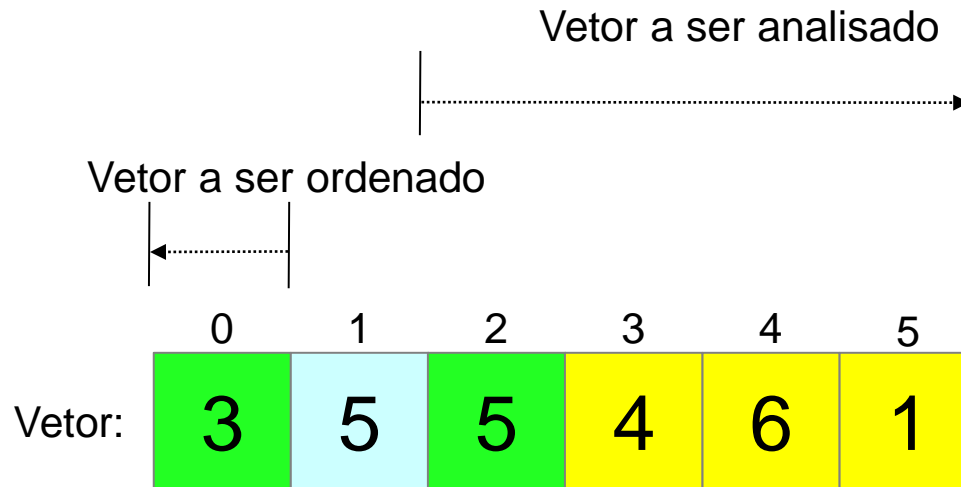 Vetor a ser analisado
Vetor a ser ordenado
0 1 2 3 4 5
Vetor: 3 5 5 4 6 1